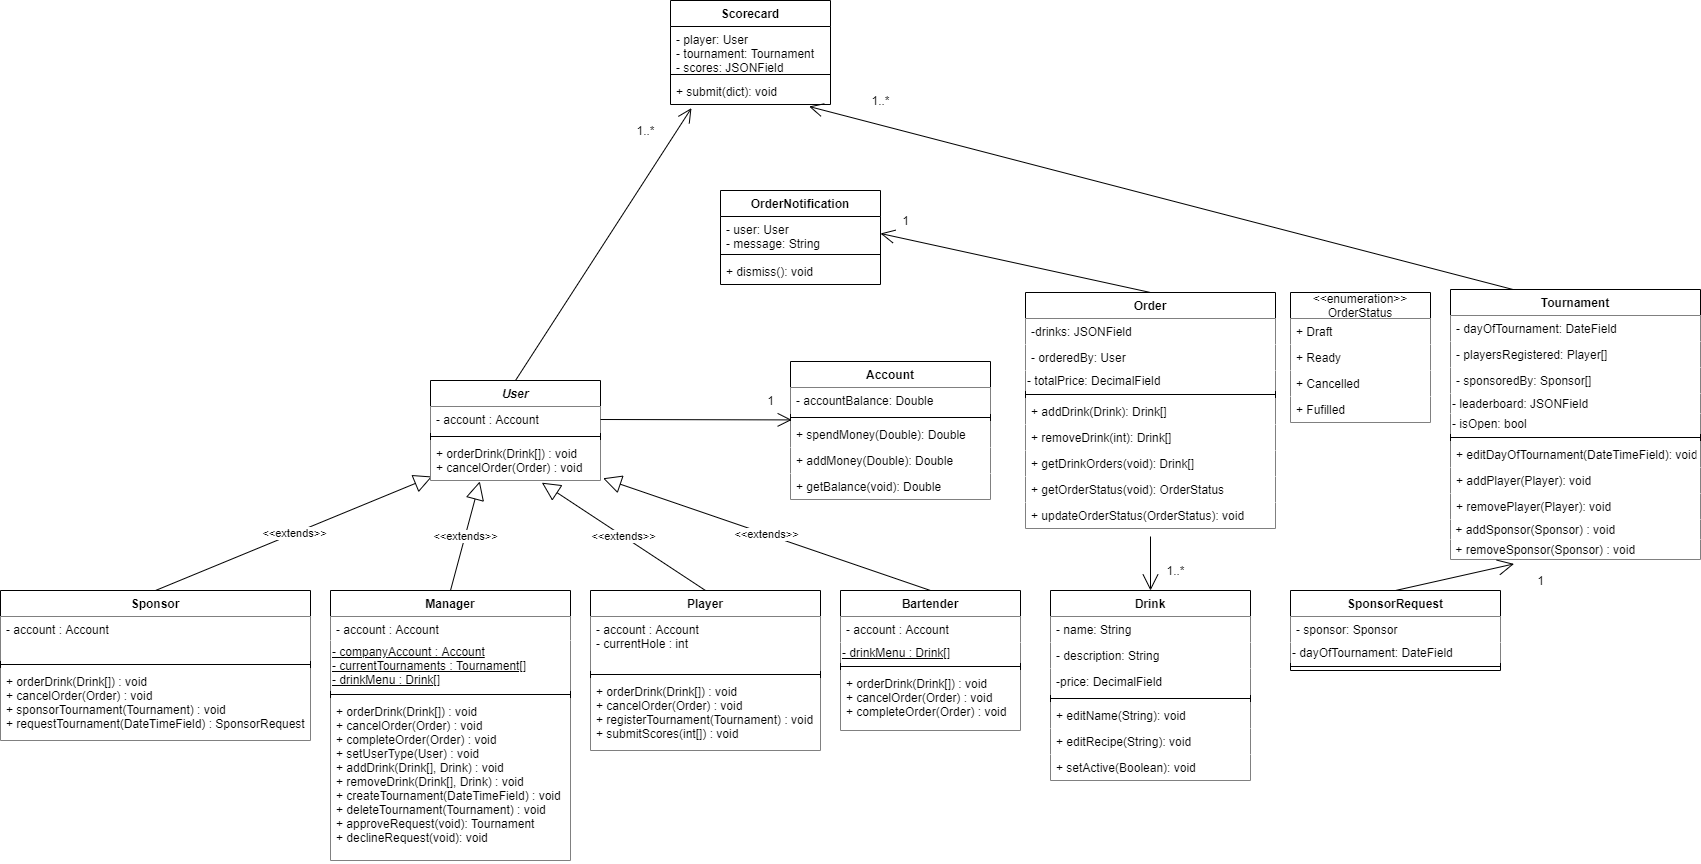 Scorecard
- player: User
- tournament: Tournament
- scores: JSONField
+ submit(dict): void
1..*
1..*
OrderNotification
- user: User
- message: String
+ dismiss(): void
1
Order
-drinks: JSONField
- orderedBy: User
- totalPrice: DecimalField
+ addDrink(Drink): Drink[]
+ removeDrink(int): Drink[]
+ getDrinkOrders(void): Drink[]
+ getOrderStatus(void): OrderStatus
+ updateOrderStatus(OrderStatus): void
<<enumeration>>
OrderStatus
+ Draft
+ Ready
+ Cancelled
+ Fufilled
Tournament
- dayOfTournament: DateField
- playersRegistered: Player[]
- sponsoredBy: Sponsor[]
- leaderboard: JSONField
- isOpen: bool
+ editDayOfTournament(DateTimeField): void
+ addPlayer(Player): void
+ removePlayer(Player): void
+ addSponsor(Sponsor) : void
+ removeSponsor(Sponsor) : void
User
- account : Account
+ orderDrink(Drink[]) : void
+ cancelOrder(Order) : void
1
Account
- accountBalance: Double
+ spendMoney(Double): Double
+ addMoney(Double): Double
+ getBalance(void): Double
<<extends>>
<<extends>>
<<extends>>
<<extends>>
1..*
1
Sponsor
- account : Account
+ orderDrink(Drink[]) : void
+ cancelOrder(Order) : void
+ sponsorTournament(Tournament) : void
+ requestTournament(DateTimeField) : SponsorRequest
Manager
- account : Account
- companyAccount : Account
- currentTournaments : Tournament[]
- drinkMenu : Drink[]
+ orderDrink(Drink[]) : void
+ cancelOrder(Order) : void
+ completeOrder(Order) : void
+ setUserType(User) : void
+ addDrink(Drink[], Drink) : void
+ removeDrink(Drink[], Drink) : void
+ createTournament(DateTimeField) : void
+ deleteTournament(Tournament) : void
+ approveRequest(void): Tournament
+ declineRequest(void): void
Player
- account : Account
- currentHole : int
+ orderDrink(Drink[]) : void
+ cancelOrder(Order) : void
+ registerTournament(Tournament) : void
+ submitScores(int[]) : void
Bartender
- account : Account
- drinkMenu : Drink[]
+ orderDrink(Drink[]) : void
+ cancelOrder(Order) : void
+ completeOrder(Order) : void
Drink
- name: String
- description: String
-price: DecimalField
+ editName(String): void
+ editRecipe(String): void
+ setActive(Boolean): void
SponsorRequest
- sponsor: Sponsor
- dayOfTournament: DateField